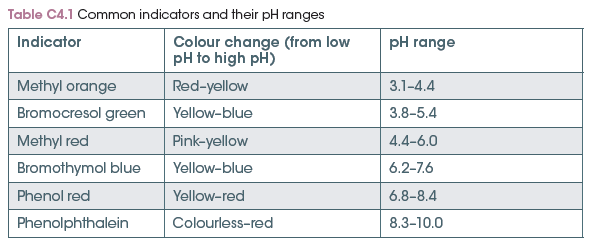 Table C4.1 Common indicators and their pH ranges
Indicator Colour change (from low pH to high pH) pH range
Methyl orange Red–yellow 3.1–4.4
Bromocresol green Yellow–blue 3.8–5.4
Methyl red Pink–yellow 4.4–6.0
Bromothymol blue Yellow–blue 6.2–7.6
Phenol red Yellow–red 6.8–8.4
Phenolphthalein Colourless–red 8.3–10.0